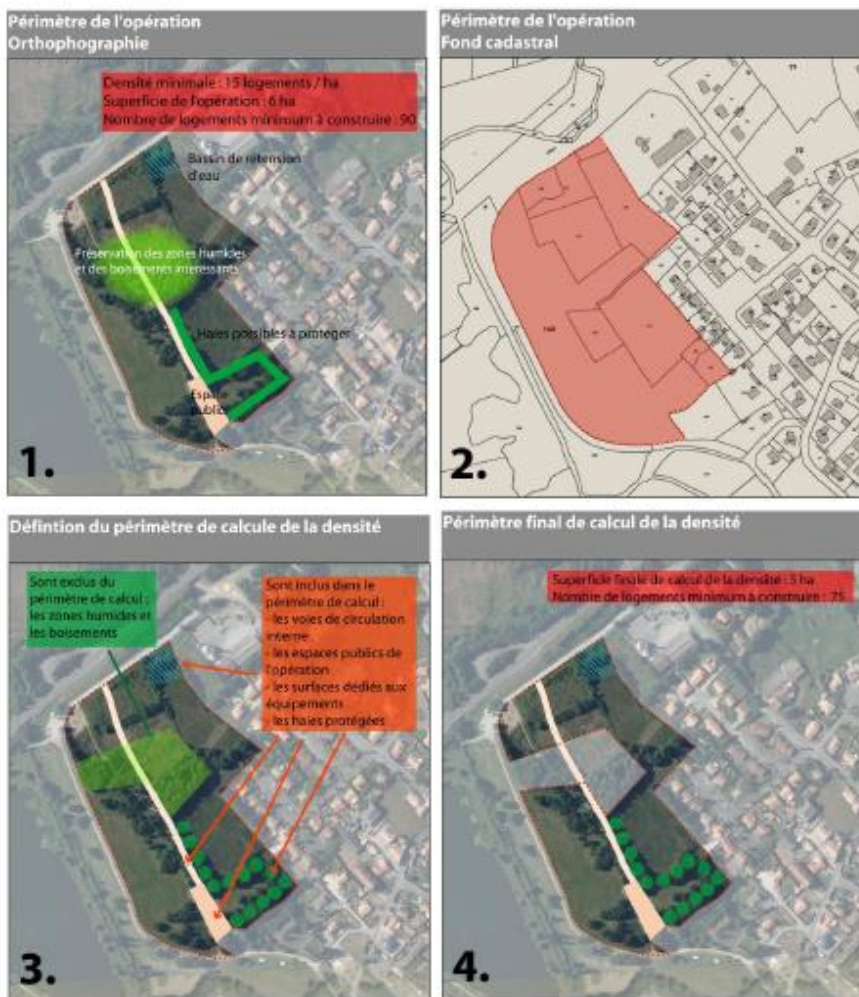 Périmètre de l'opération
Orthophographie
Densité minimale : 15 logements / ha
Superficie de l'opération : 6 ha
Nombre de logements minimum à construire : 90
Bassin de rétension
d'eau
Préservation des zones humides
et des boisements intéressants
Haies possibles à protéger
Espace
public
1.
Périmètre de l'opération
Fond cadastral
2.
Défintion du périmètre de calcule de la densité
Sont exclus du
périmètre de calcul :
les zones humides et
les boisements
Sont inclus dans le
périmètre de calcul :
- les voies de circulation
interne
- les espaces publics de
l'opération
- les surfaces dédiés aux
équipements
- les haies protégées
3.
Périmètre final de calcul de la densité
Superficie finale de calcul de la densité : 5 ha
Nombre de logements minimum à construire : 75
4.